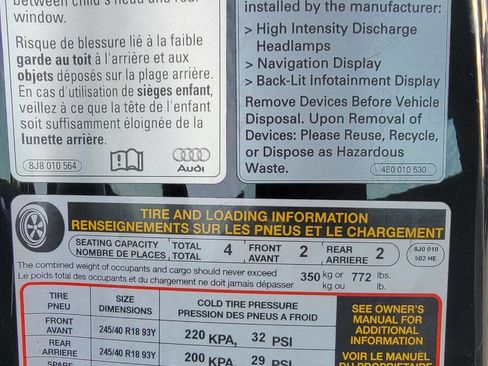 between child's head and rear
window.
Risque de blessure lié à la faible
garde au toit à l'arrière et aux
objets déposés sur la plage arrière.
En cas d'utilisation de sièges enfant,
veillez à ce que la tête de l'enfant
soit suffisamment éloignée de la
lunette arrière.
8J8 010 564
Audi
installed by the manufacturer:
> High Intensity Discharge
Headlamps
> Navigation Display
> Back-Lit Infotainment Display
Remove Devices Before Vehicle
Disposal. Upon Removal of
Devices: Please Reuse, Recycle,
or Dispose as Hazardous
Waste.
4E0 010 530
TIRE AND LOADING INFORMATION
RENSEIGNEMENTS SUR LES PNEUS ET LE CHARGEMENT
SEATING CAPACITY TOTAL 4 FRONT 2 REAR 2
NOMBRE DE PLACES TOTAL AVANT ARRIERE
8J0 010
502 HE
The combined weight of occupants and cargo should never exceed 350 kg or 772 lbs.
Le poids total des occupants et du chargement ne doit jamais dépasser kg ou lb.
TIRE SIZE COLD TIRE PRESSURE
PNEU DIMENSIONS PRESSION DES PNEUS A FROID
FRONT
AVANT 245/40 R18 93Y 220 KPA, 32 PSI
REAR
ARRIERE 245/40 R18 93Y 200 KPA, 29 PSI
SPARE
SEE OWNER'S
MANUAL FOR
ADDITIONAL
INFORMATION
VOIR LE MANUEL
DU PROPRIETAIRE